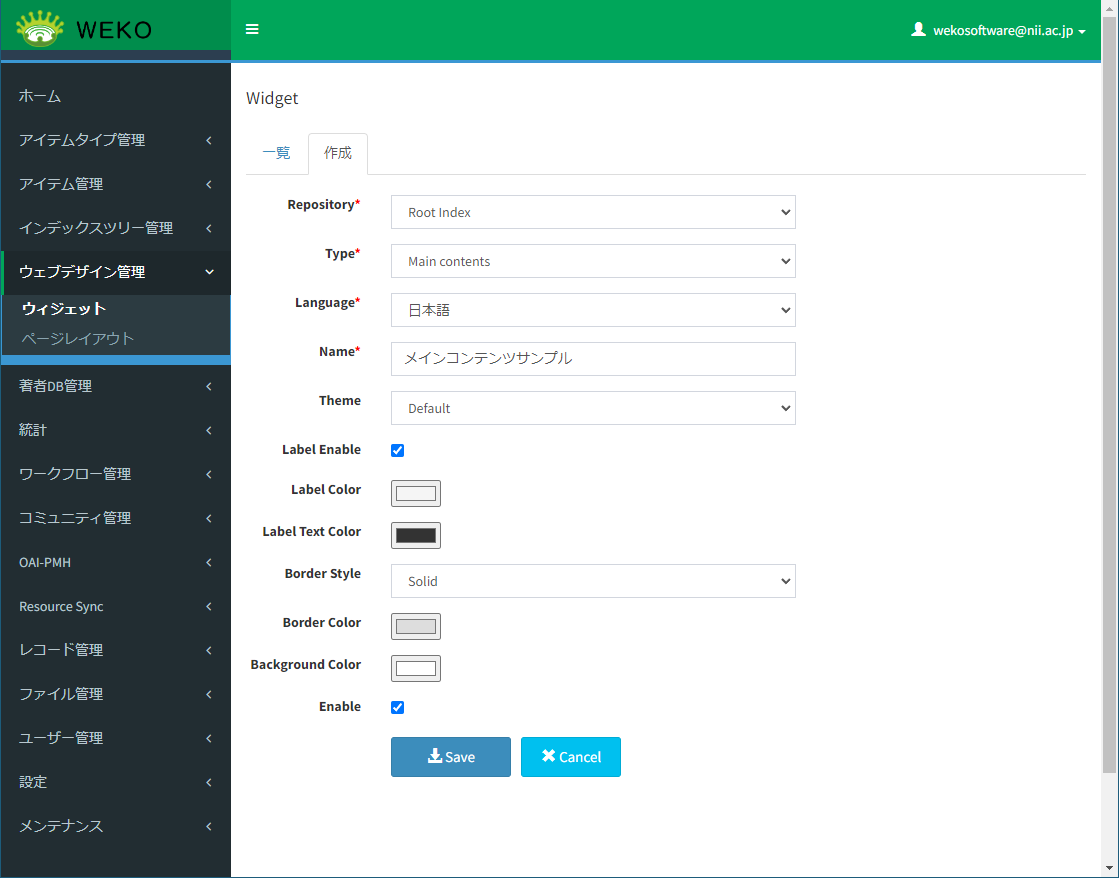 WEKO
wekosoftware@nii.ac.jp
ホーム
アイテムタイプ管理
アイテム管理
インデックスツリー管理
ウェブデザイン管理
ウィジェット
ページレイアウト
著者DB管理
統計
ワークフロー管理
コミュニティ管理
OAI-PMH
Resource Sync
レコード管理
ファイル管理
ユーザー管理
設定
メンテナンス
Widget
一覧 作成
Repository* Root Index
Type* Main contents
Language* 日本語
Name* メインコンテンツサンプル
Theme Default
Label Enable
Label Color
Label Text Color
Border Style Solid
Border Color
Background Color
Enable
Save Cancel